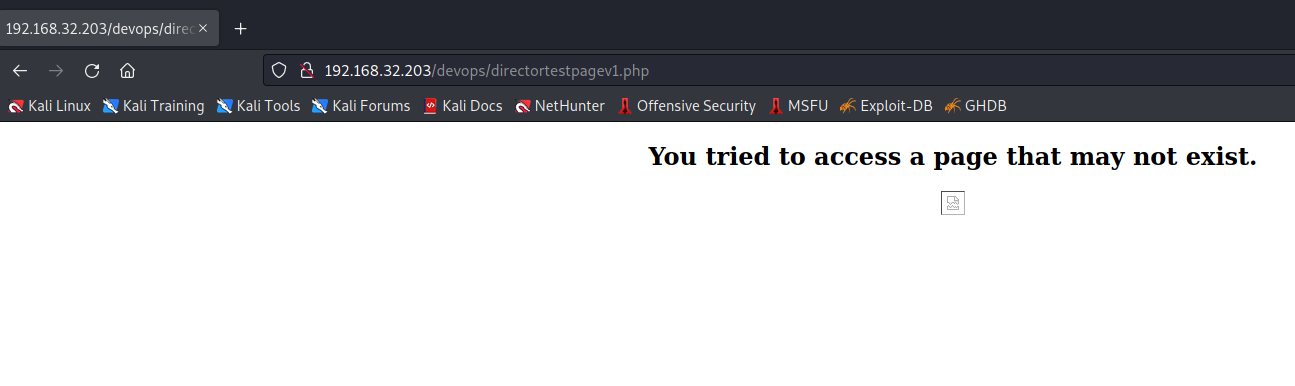 192.168.32.203/devops/direc
192.168.32.203/devops/directortestpagev1.php
Kali Linux Kali Training Kali Tools Kali Forums Kali Docs NetHunter Offensive Security MSFU Exploit-DB GHDB
You tried to access a page that may not exist.